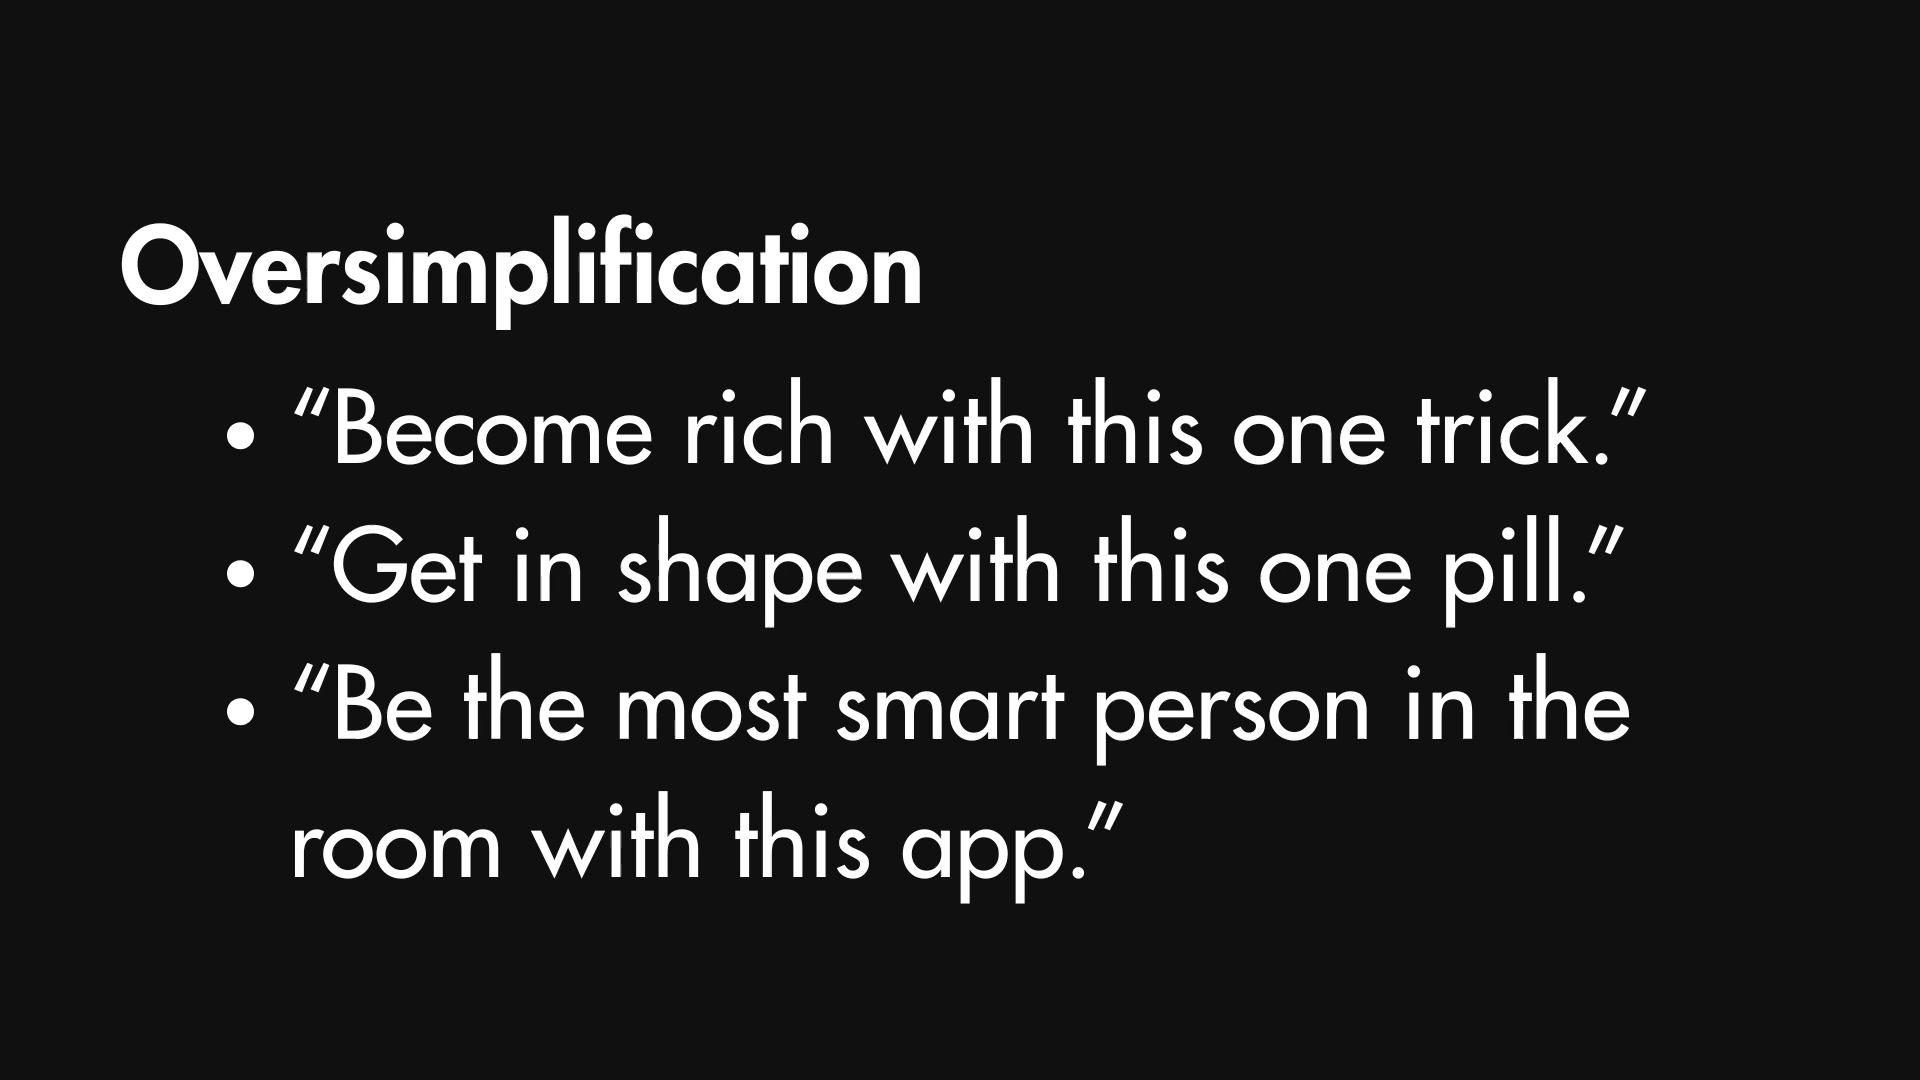 Oversimplification
• “Become rich with this one trick.”
• “Get in shape with this one pill.”
• “Be the most smart person in the
room with this app.”